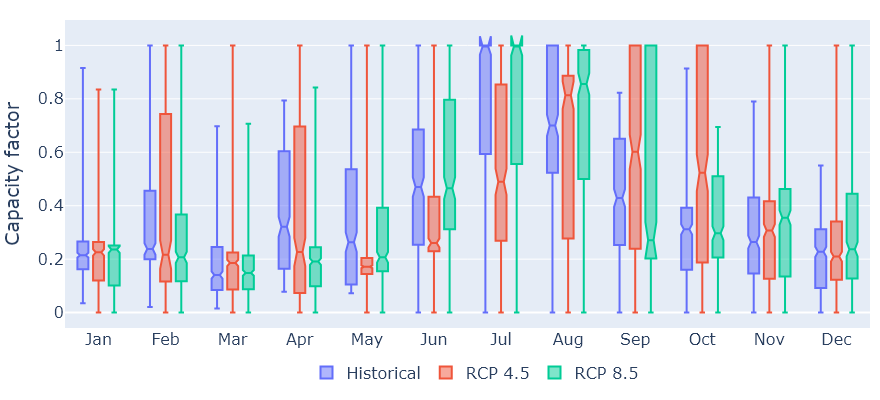 Capacity factor
1
0.8
0.6
0.4
0.2
0
Jan Feb Mar Apr May Jun Jul Aug Sep Oct Nov Dec
Historical RCP 4.5 RCP 8.5